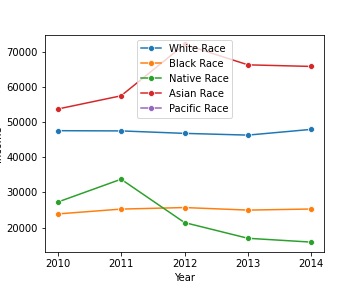 70000
60000
50000
40000
30000
20000
White Race
Black Race
Native Race
Asian Race
Pacific Race
2010 2011 2012 2013 2014
Year